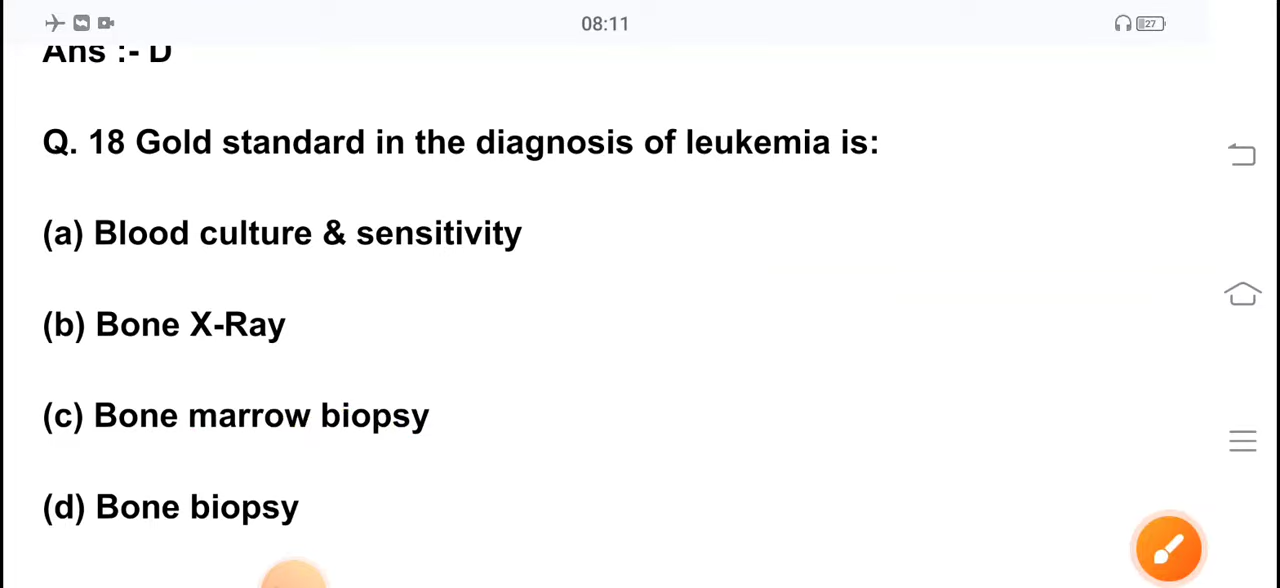 08:11
27
Ans :- D
Q. 18 Gold standard in the diagnosis of leukemia is:
(a) Blood culture & sensitivity
(b) Bone X-Ray
(c) Bone marrow biopsy
(d) Bone biopsy